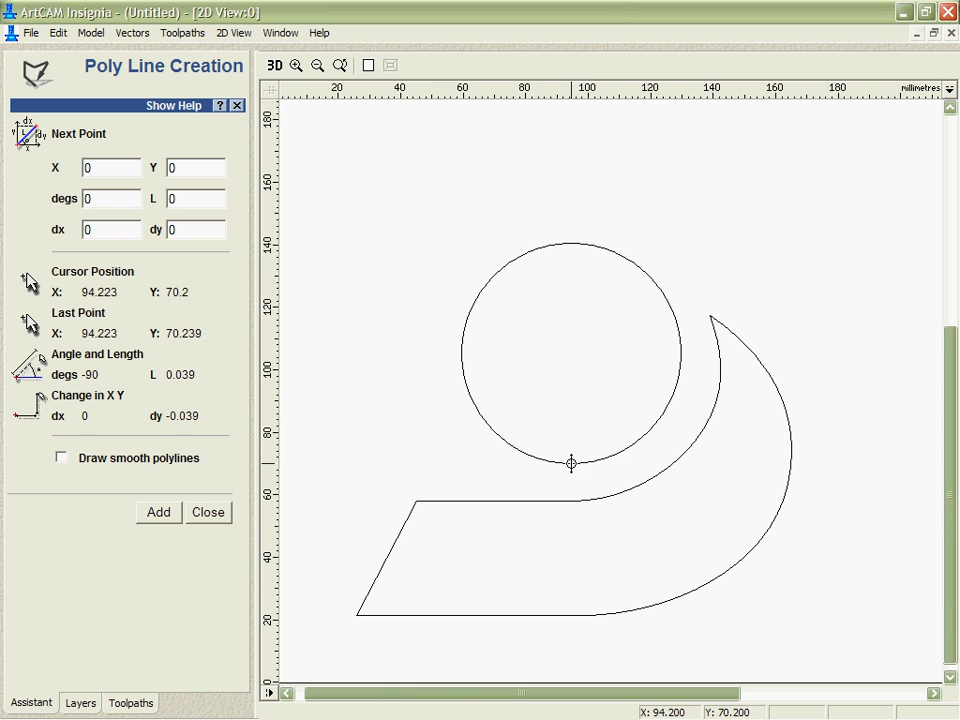 ArtCAM Insignia - (Untitled) - [2D View:0]
File Edit Model Vectors Toolpaths 2D View Window Help
Poly Line Creation
Show Help ? X
Next Point
X 0 Y 0
degs 0 L 0
dx 0 dy 0
Cursor Position
X: 94.223 Y: 70.2
Last Point
X: 94.223 Y: 70.239
Angle and Length
degs -90 L 0.039
Change in X Y
dx 0 dy -0.039
Draw smooth polylines
Add Close
Assistant Layers Toolpaths
3D
20 40 60 80 100 120 140 160 180 millimetres
180
160
140
120
100
80
60
40
20
0
X: 94.200 Y: 70.200